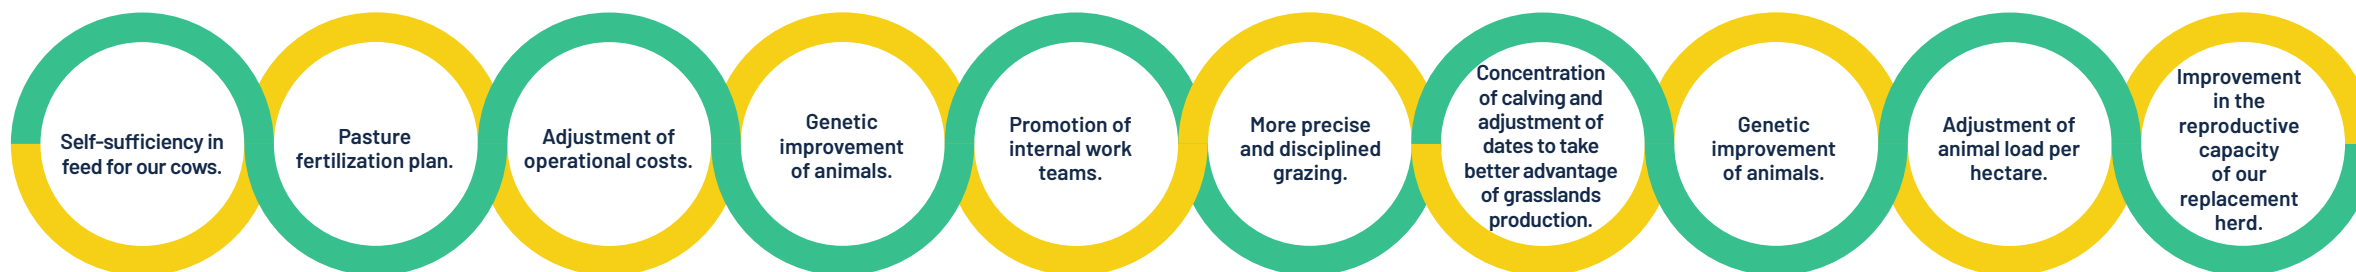 Self-sufficiency in
feed for our cows.
Pasture
fertilization plan.
Adjustment of
operational costs.
Genetic
improvement
of animals.
Promotion of
internal work
teams.
More precise
and disciplined
grazing.
Concentration
of calving and
adjustment of
dates to take
better advantage
of grasslands
production.
Genetic
improvement
of animals.
Adjustment of
animal load per
hectare.
Improvement
in the
reproductive
capacity
of our
replacement
herd.